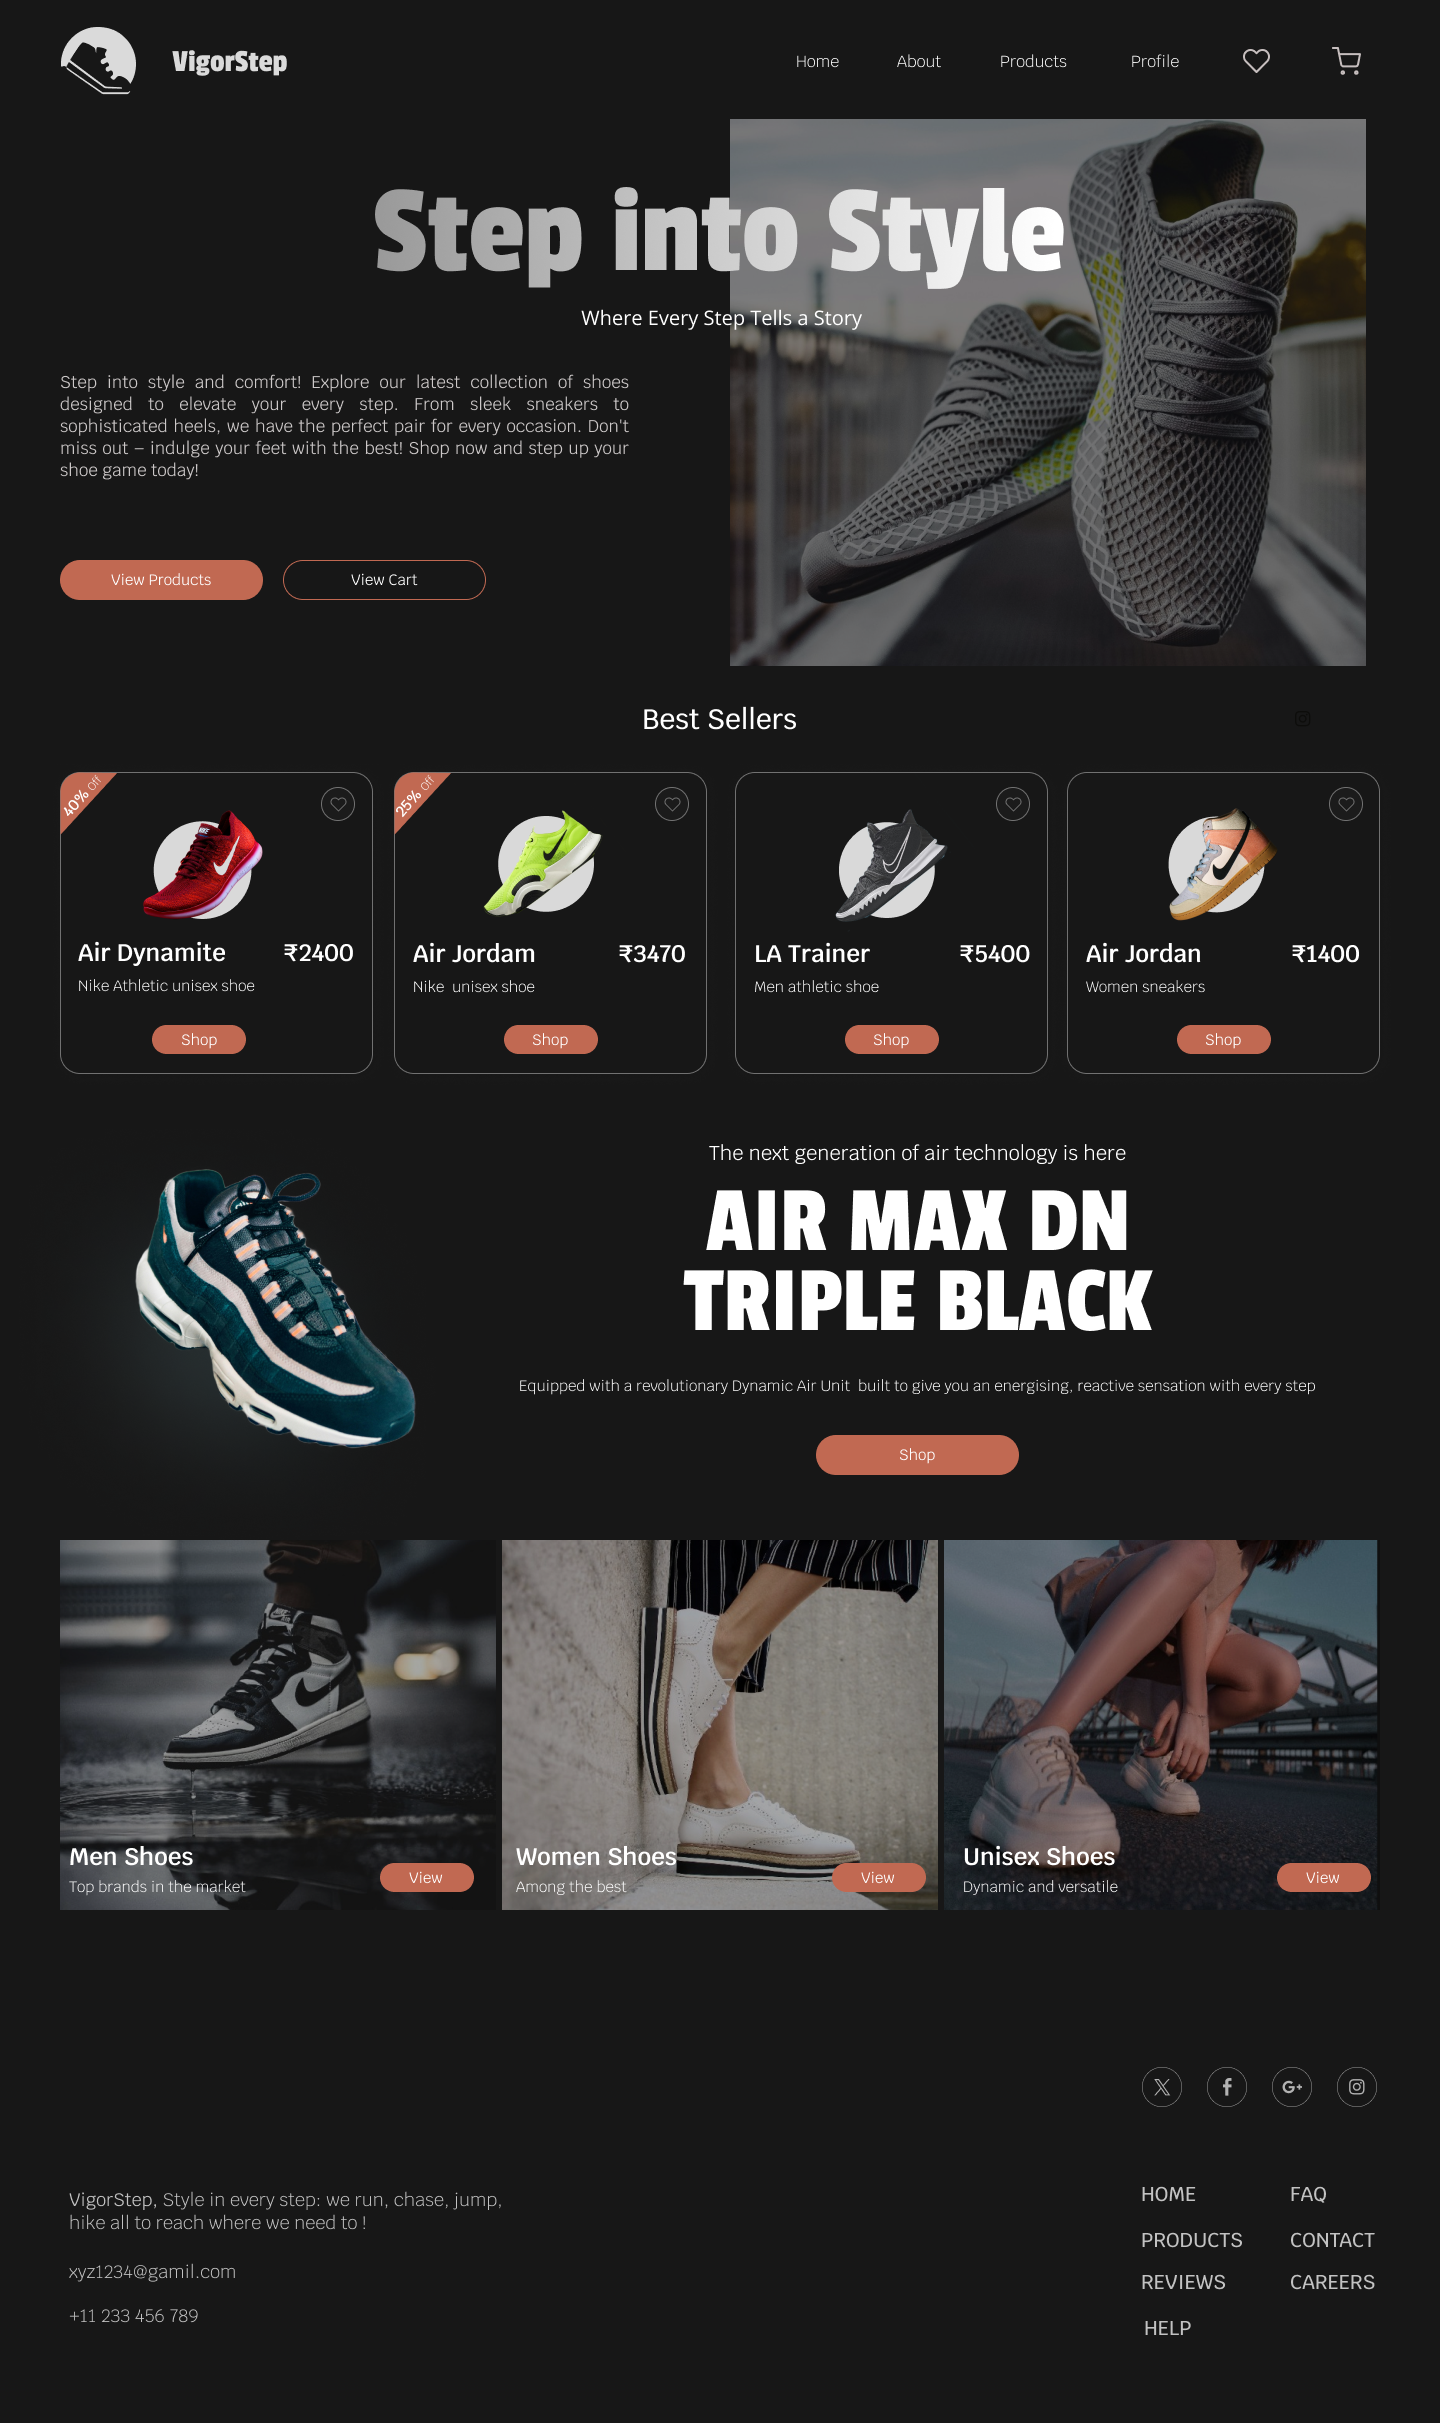 VigorStep
Home
About
Products
Profile
Step into Style
Where Every Step Tells a Story
Step into style and comfort! Explore our latest collection of shoes
designed to elevate your every step. From sleek sneakers to
sophisticated heels, we have the perfect pair for every occasion. Don't
miss out – indulge your feet with the best! Shop now and step up your
shoe game today!
View Products
View Cart
Best Sellers
40% Off
Air Dynamite ₹2400
Nike Athletic unisex shoe
Shop
25% Off
Air Jordam ₹3470
Nike unisex shoe
Shop
LA Trainer ₹5400
Men athletic shoe
Shop
Air Jordan ₹1400
Women sneakers
Shop
The next generation of air technology is here
AIR MAX DN
TRIPLE BLACK
Equipped with a revolutionary Dynamic Air Unit built to give you an energising, reactive sensation with every step
Shop
Men Shoes
Top brands in the market
View
Women Shoes
Among the best
View
Unisex Shoes
Dynamic and versatile
View
VigorStep, Style in every step: we run, chase, jump,
hike all to reach where we need to !
xyz1234@gamil.com
+11 233 456 789
HOME
FAQ
PRODUCTS
CONTACT
REVIEWS
CAREERS
HELP